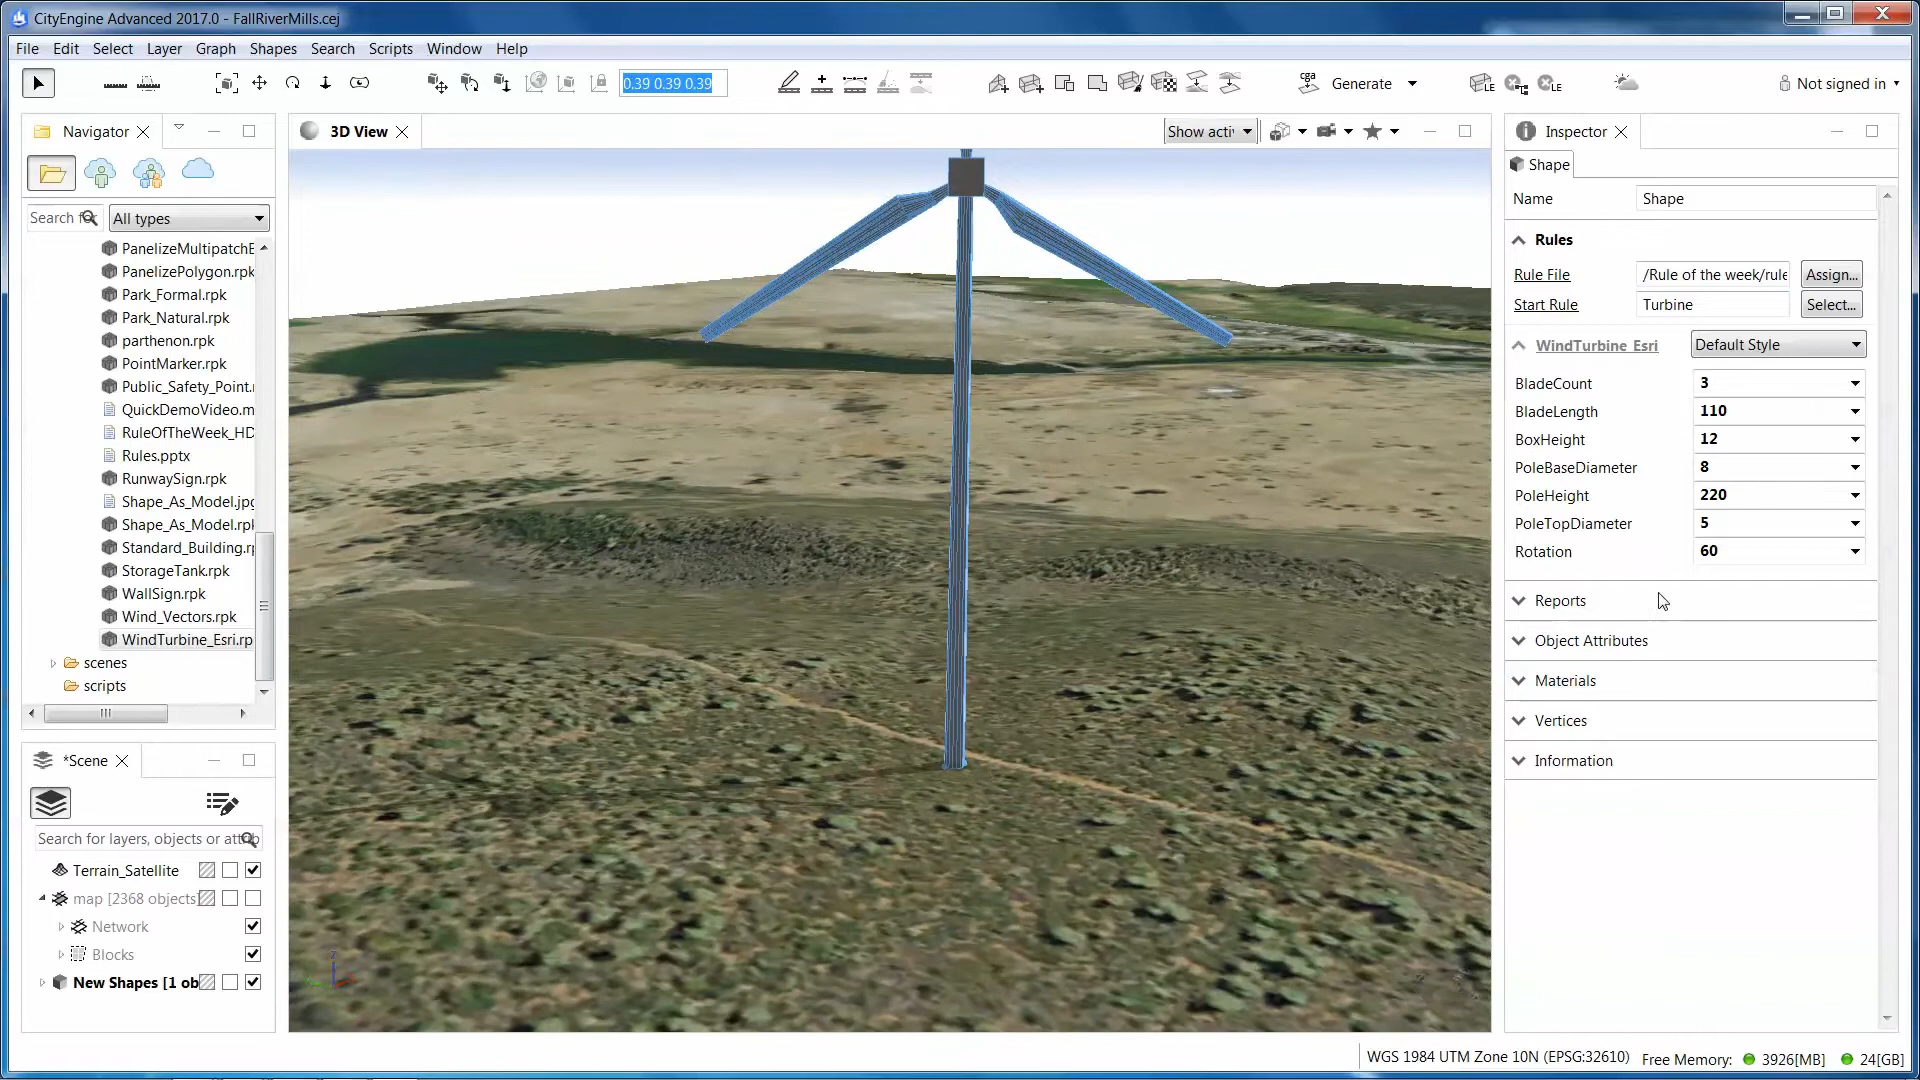 CityEngine Advanced 2017.0 - FallRiverMills.cej
File Edit Select Layer Graph Shapes Search Scripts Window Help
0.39 0.39 0.39
cga
Generate
LE
LE
Not signed in
Navigator
Search for
All types
PanelizeMultipatchE
PanelizePolygon.rpk
Park_Formal.rpk
Park_Natural.rpk
parthenon.rpk
PointMarker.rpk
Public_Safety_Point.r
QuickDemoVideo.m
RuleOfTheWeek_HD
Rules.pptx
RunwaySign.rpk
Shape_As_Model.jpg
Shape_As_Model.rpk
Standard_Building.rp
StorageTank.rpk
WallSign.rpk
Wind_Vectors.rpk
WindTurbine_Esri.rp
scenes
scripts
*Scene
Search for layers, objects or attrib
Terrain_Satellite
map [2368 objects]
Network
Blocks
New Shapes [1 ob
3D View
Show acti
Inspector
Shape
Name Shape
Rules
Rule File /Rule of the week/rule Assign...
Start Rule Turbine Select...
WindTurbine_Esri Default Style
BladeCount 3
BladeLength 110
BoxHeight 12
PoleBaseDiameter 8
PoleHeight 220
PoleTopDiameter 5
Rotation 60
Reports
Object Attributes
Materials
Vertices
Information
WGS 1984 UTM Zone 10N (EPSG:32610) Free Memory: 3926[MB] 24[GB]